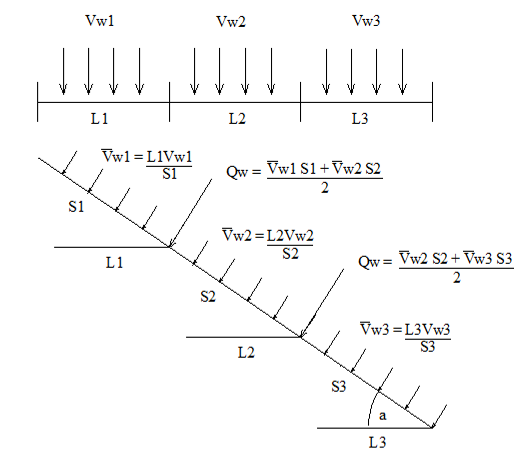 Vw1 Vw2 Vw3
L1 L2 L3
V̅w1 = L1Vw1
S1
Qw = V̅w1 S1 + V̅w2 S2
2
S1
L1
V̅w2 = L2Vw2
S2
Qw = V̅w2 S2 + V̅w3 S3
2
S2
L2
V̅w3 = L3Vw3
S3
S3
a
L3